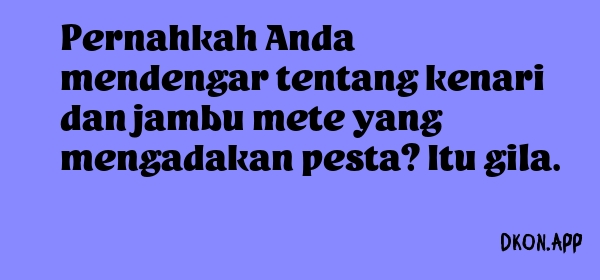 Pernahkah Anda
mendengar tentang kenari
dan jambu mete yang
mengadakan pesta? Itu gila.
DKON.APP